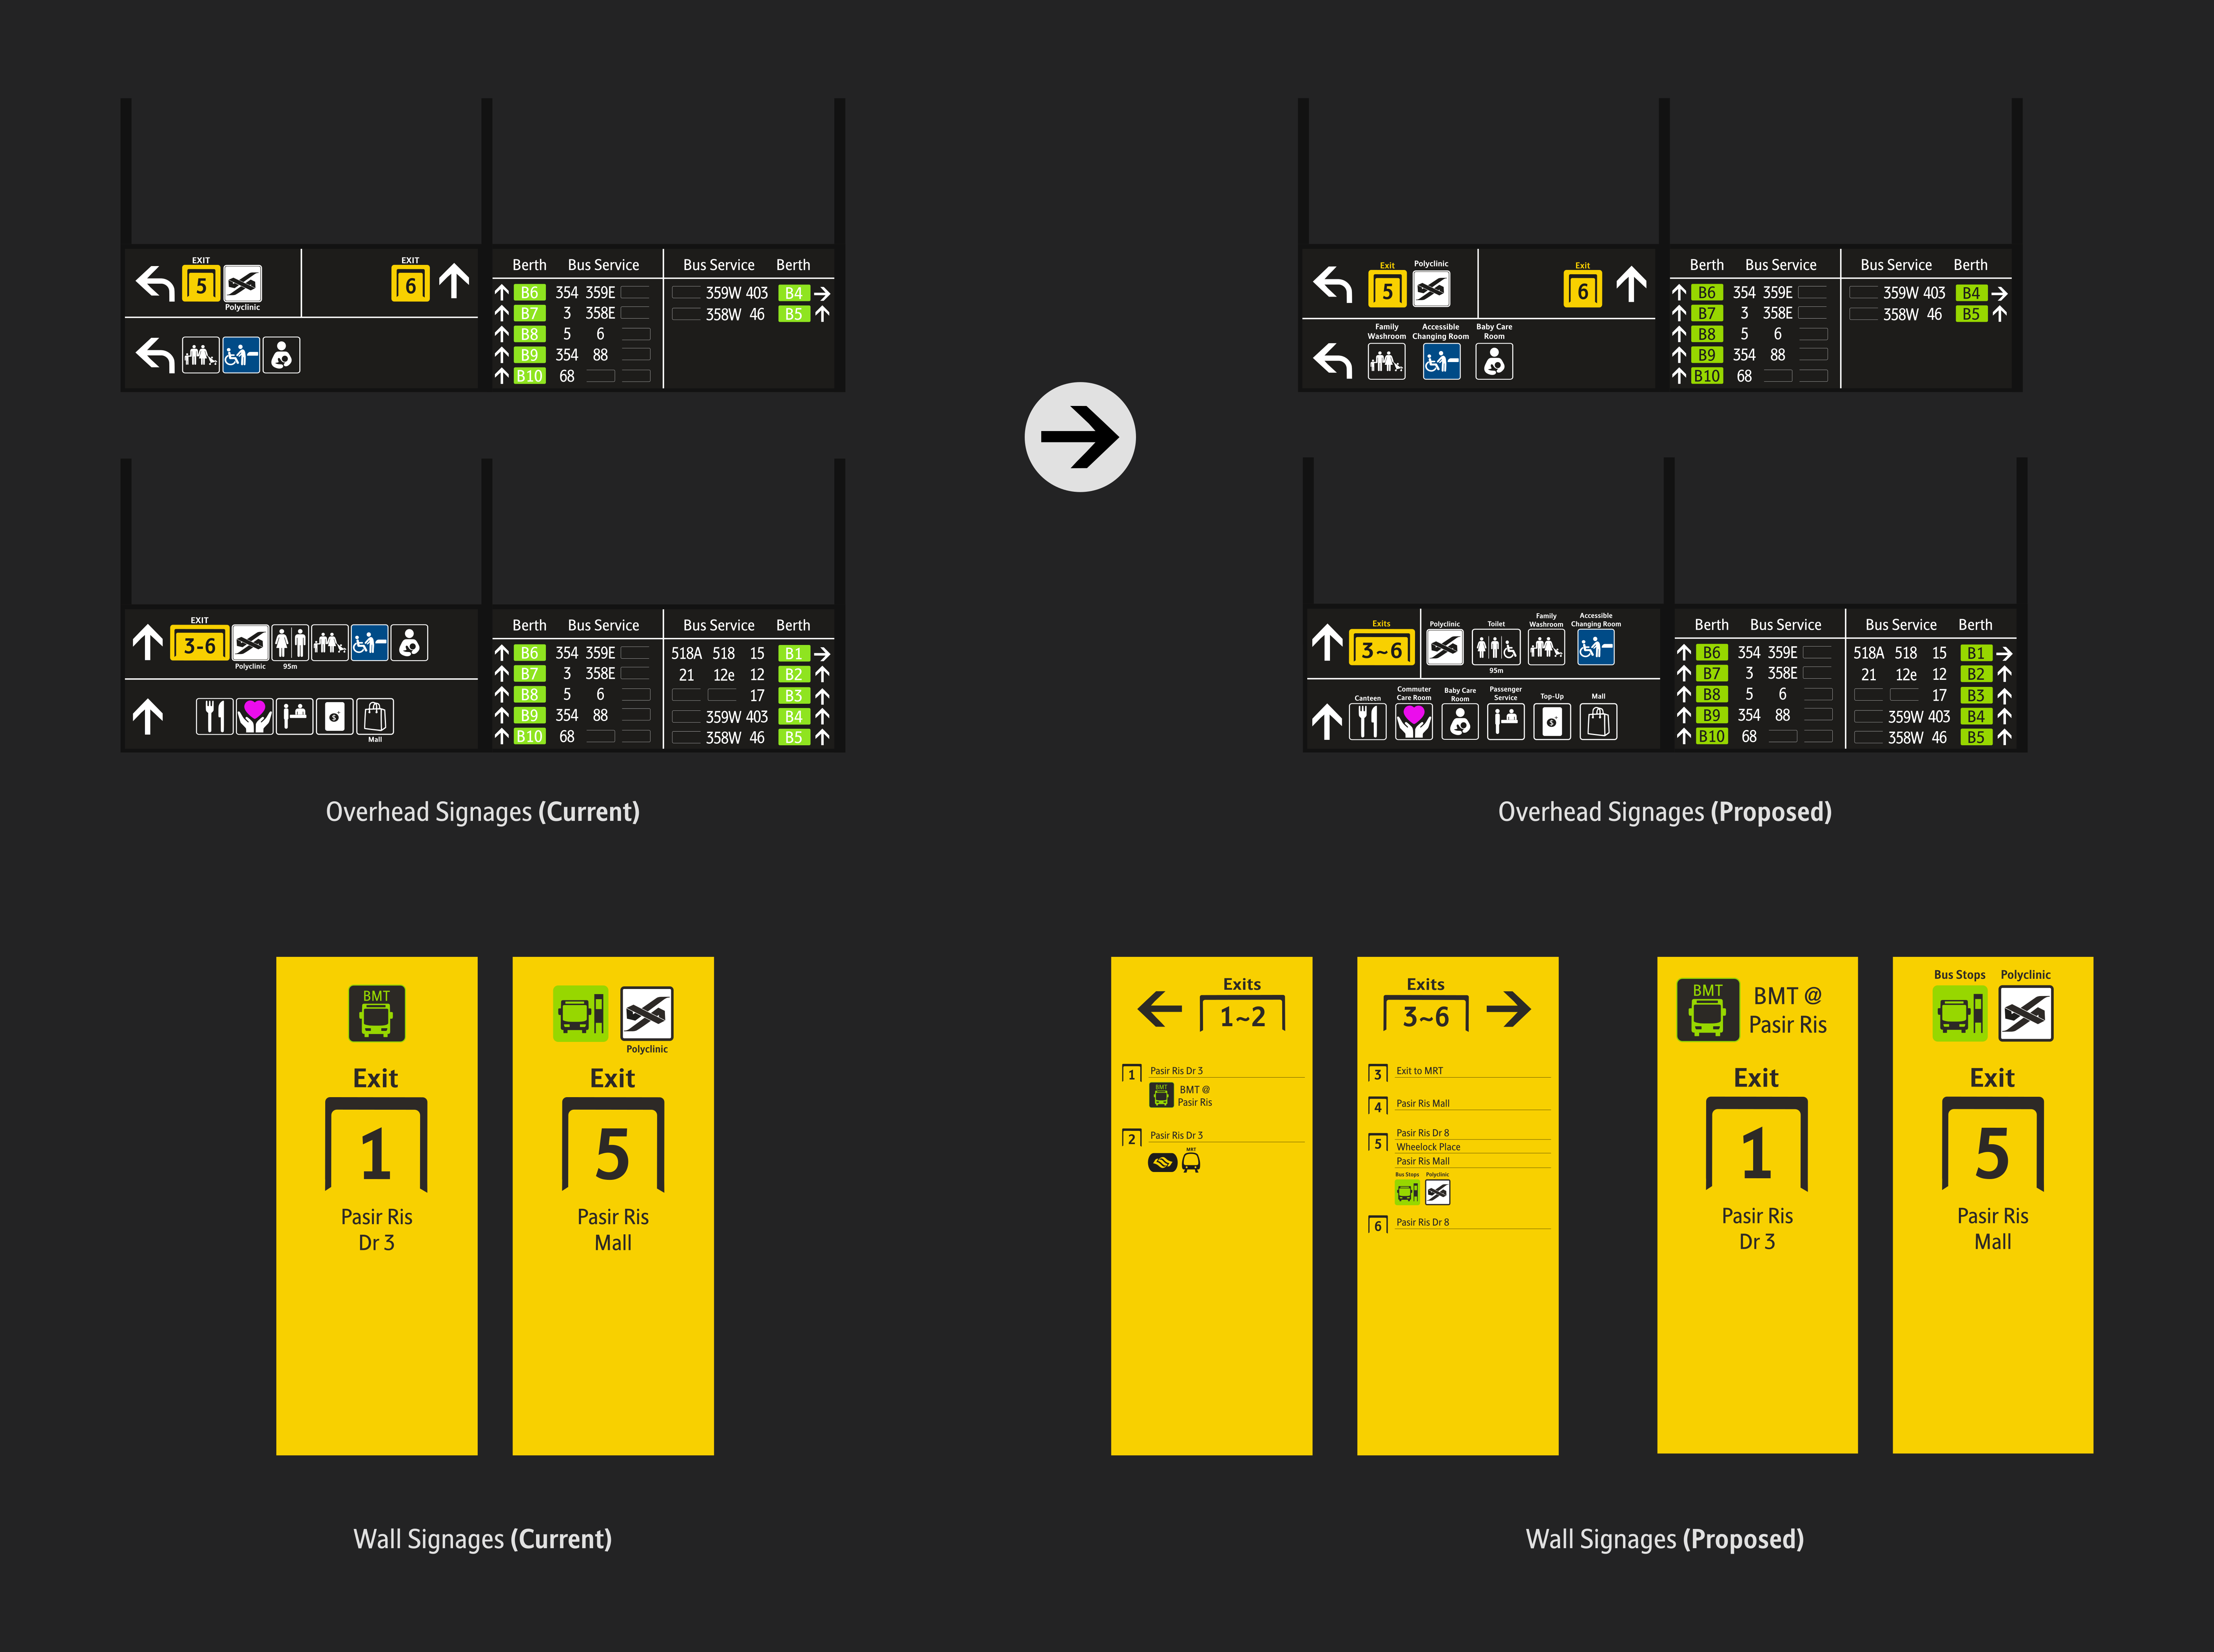 EXIT
5
Polyclinic
EXIT
6
Berth Bus Service Bus Service Berth
B6 354 359E 359W 403 B4
B7 3 358E 358W 46 B5
B8 5 6
B9 354 88
B10 68
Exit
5
Polyclinic
Exit
6
Family Washroom
Accessible Changing Room
Baby Care Room
Berth Bus Service Bus Service Berth
B6 354 359E 359W 403 B4
B7 3 358E 358W 46 B5
B8 5 6
B9 354 88
B10 68
EXIT
3-6
Polyclinic
95m
Mall
$
Berth Bus Service Bus Service Berth
B6 354 359E 518A 518 15 B1
B7 3 358E 21 12e 12 B2
B8 5 6 17 B3
B9 354 88 359W 403 B4
B10 68 358W 46 B5
Exits
3~6
Polyclinic
Toilet
95m
Family Washroom
Accessible Changing Room
Canteen
Commuter Care Room
Baby Care Room
Passenger Service
Top-Up
$
Mall
Berth Bus Service Bus Service Berth
B6 354 359E 518A 518 15 B1
B7 3 358E 21 12e 12 B2
B8 5 6 17 B3
B9 354 88 359W 403 B4
B10 68 358W 46 B5
Overhead Signages (Current)
Overhead Signages (Proposed)
BMT
Exit
1
Pasir Ris
Dr 3
Polyclinic
Exit
5
Pasir Ris
Mall
Exits
1~2
1 Pasir Ris Dr 3
BMT
BMT @
Pasir Ris
2 Pasir Ris Dr 3
MRT
Exits
3~6
3 Exit to MRT
4 Pasir Ris Mall
5 Pasir Ris Dr 8
Wheelock Place
Pasir Ris Mall
Bus Stops Polyclinic
6 Pasir Ris Dr 8
BMT
BMT @
Pasir Ris
Exit
1
Pasir Ris
Dr 3
Bus Stops Polyclinic
Exit
5
Pasir Ris
Mall
Wall Signages (Current)
Wall Signages (Proposed)